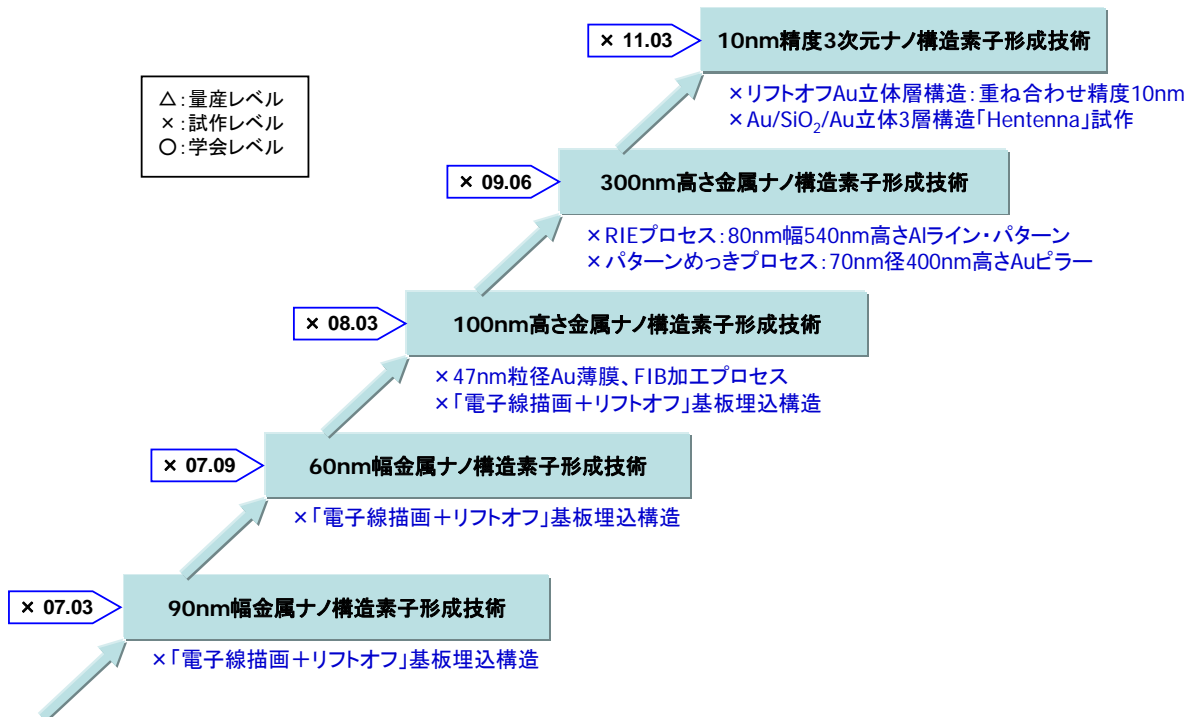 × 11.03
10nm精度3次元ナノ構造素子形成技術
×リフトオフAu立体層構造：重ね合わせ精度10nm
×Au/SiO₂/Au立体3層構造「Hentenna」試作
△：量産レベル
×：試作レベル
○：学会レベル
× 09.06
300nm高さ金属ナノ構造素子形成技術
×RIEプロセス：80nm幅540nm高さAlライン・パターン
×パターンめっきプロセス：70nm径400nm高さAuピラー
× 08.03
100nm高さ金属ナノ構造素子形成技術
×47nm粒径Au薄膜、FIB加工プロセス
×「電子線描画＋リフトオフ」基板埋込構造
× 07.09
60nm幅金属ナノ構造素子形成技術
×「電子線描画＋リフトオフ」基板埋込構造
× 07.03
90nm幅金属ナノ構造素子形成技術
×「電子線描画＋リフトオフ」基板埋込構造